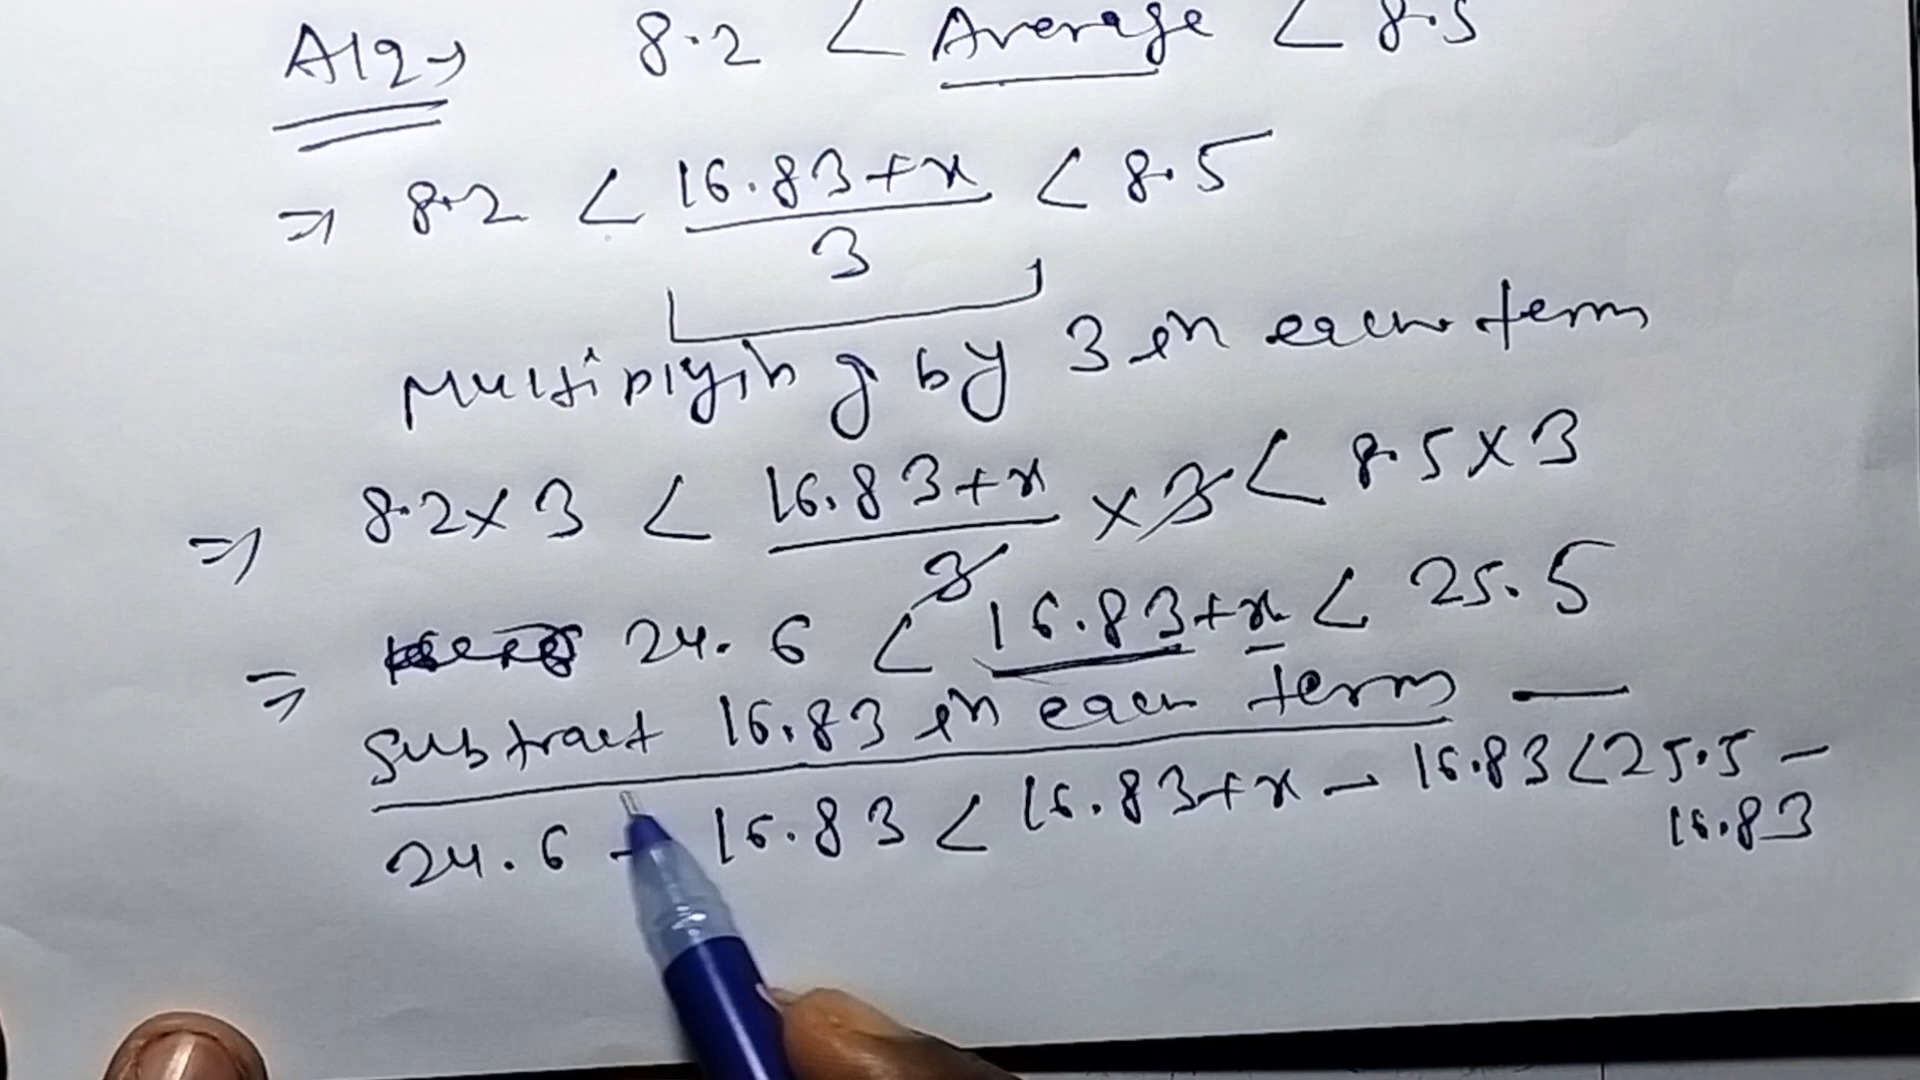 A/q → 8.2 < Average < 8.5
⇒ 8.2 < (16.83+x)/3 < 8.5
Multiplying by 3 in each term
⇒ 8.2×3 < (16.83+x)/3 ×3 < 8.5×3
⇒ 24.6 < 16.83+x < 25.5
Subtract 16.83 in each term —
24.6 - 16.83 < 16.83+x - 16.83 < 25.5 -
16.83